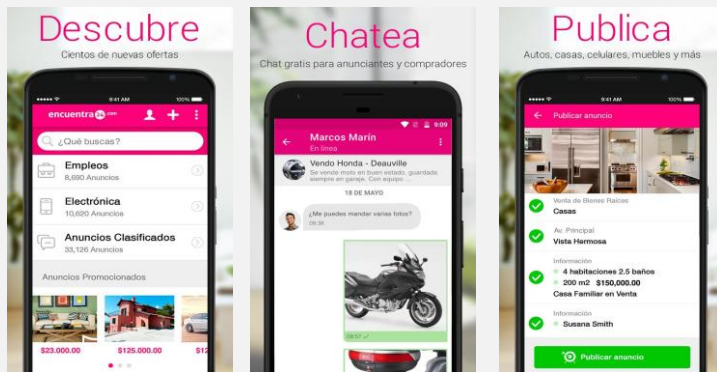 Descubre
Cientos de nuevas ofertas
9:41 AM
100%
encuentra24.com
¿Qué buscas?
Empleos
8,690 Anuncios
Electrónica
10,620 Anuncios
Anuncios Clasificados
33,126 Anuncios
Anuncios Promocionados
$23.000.00
$125.000.00
$12
Chatea
Chat gratis para anunciantes y compradores
9:09
Marcos Marín
En línea
Vendo Honda - Deauville
Se vende moto en buen estado, guardada
siempre en garaje. Con equipo ...
18 DE MAYO
¿Me puedes mandar varias fotos?
09:38
09:57
Publica
Autos, casas, celulares, muebles y más
9:41 AM
100%
Publicar anuncio
Venta de Bienes Raíces
Casas
Av. Principal
Vista Hermosa
Información
4 habitaciones 2.5 baños
200 m2 $150,000.00
Casa Familiar en Venta
Información
Susana Smith
Publicar anuncio